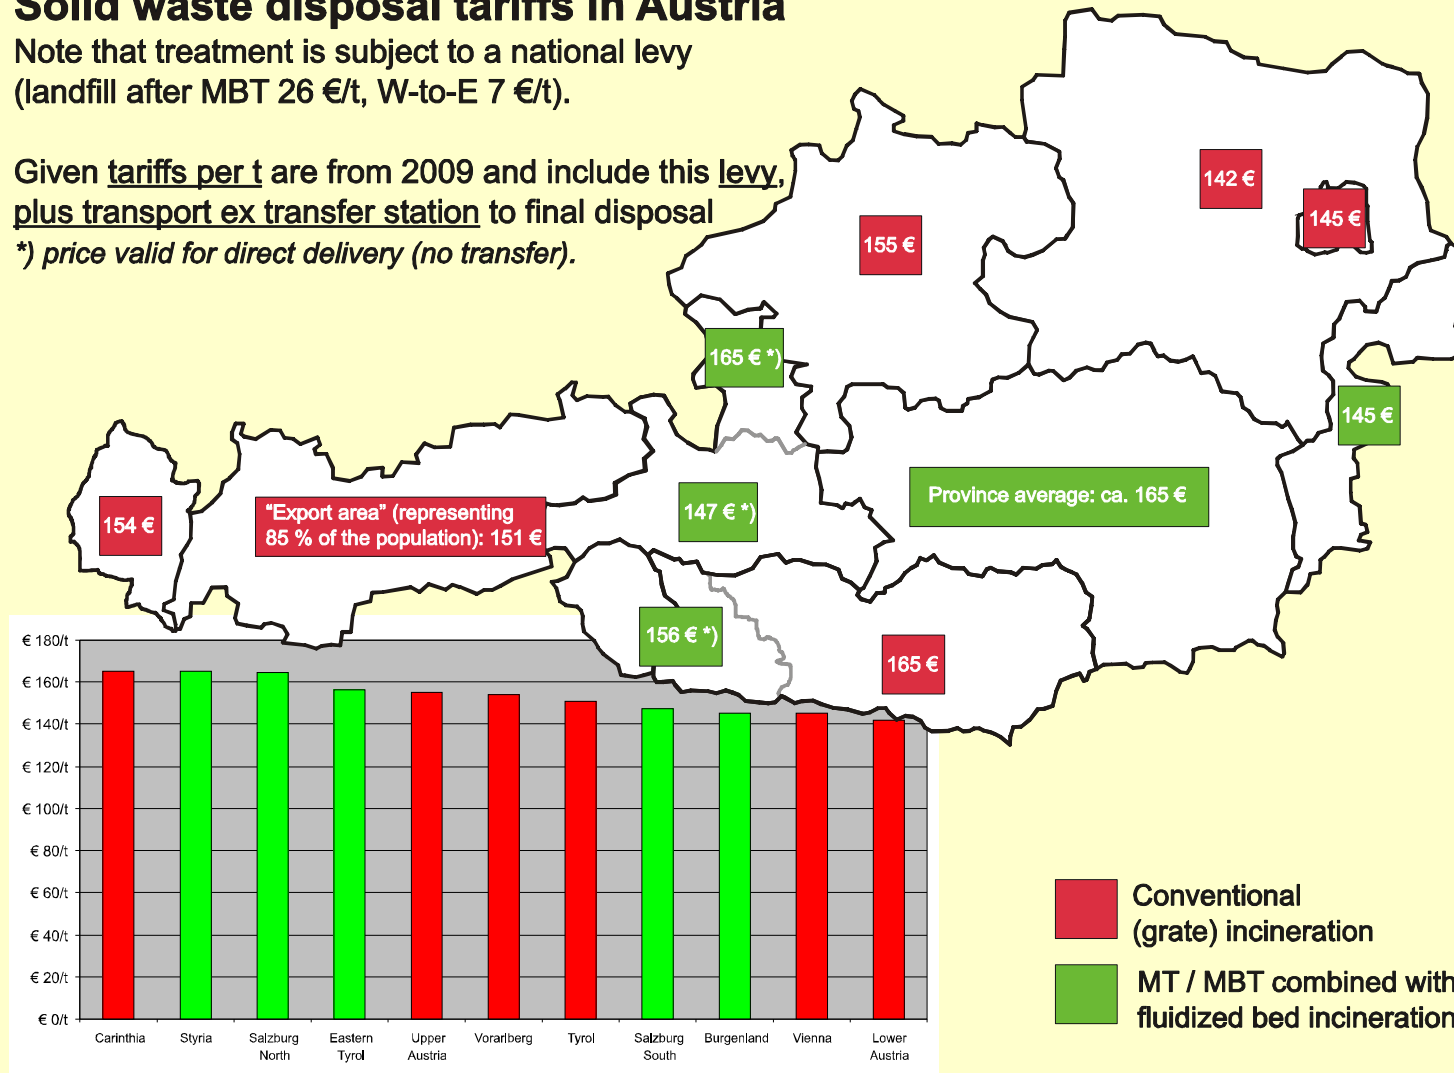 Solid waste disposal tariffs in Austria
Note that treatment is subject to a national levy
(landfill after MBT 26 €/t, W-to-E 7 €/t).
Given tariffs per t are from 2009 and include this levy,
plus transport ex transfer station to final disposal
*) price valid for direct delivery (no transfer).
142 €
145 €
155 €
165 € *)
145 €
Province average: ca. 165 €
147 € *)
154 €
"Export area" (representing
85 % of the population): 151 €
156 € *)
165 €
€ 180/t
€ 160/t
€ 140/t
€ 120/t
€ 100/t
€ 80/t
€ 60/t
€ 40/t
€ 20/t
€ 0/t
Carinthia
Styria
Salzburg
North
Eastern
Tyrol
Upper
Austria
Vorarlberg
Tyrol
Salzburg
South
Burgenland
Vienna
Lower
Austria
Conventional
(grate) incineration
MT / MBT combined with
fluidized bed incineration